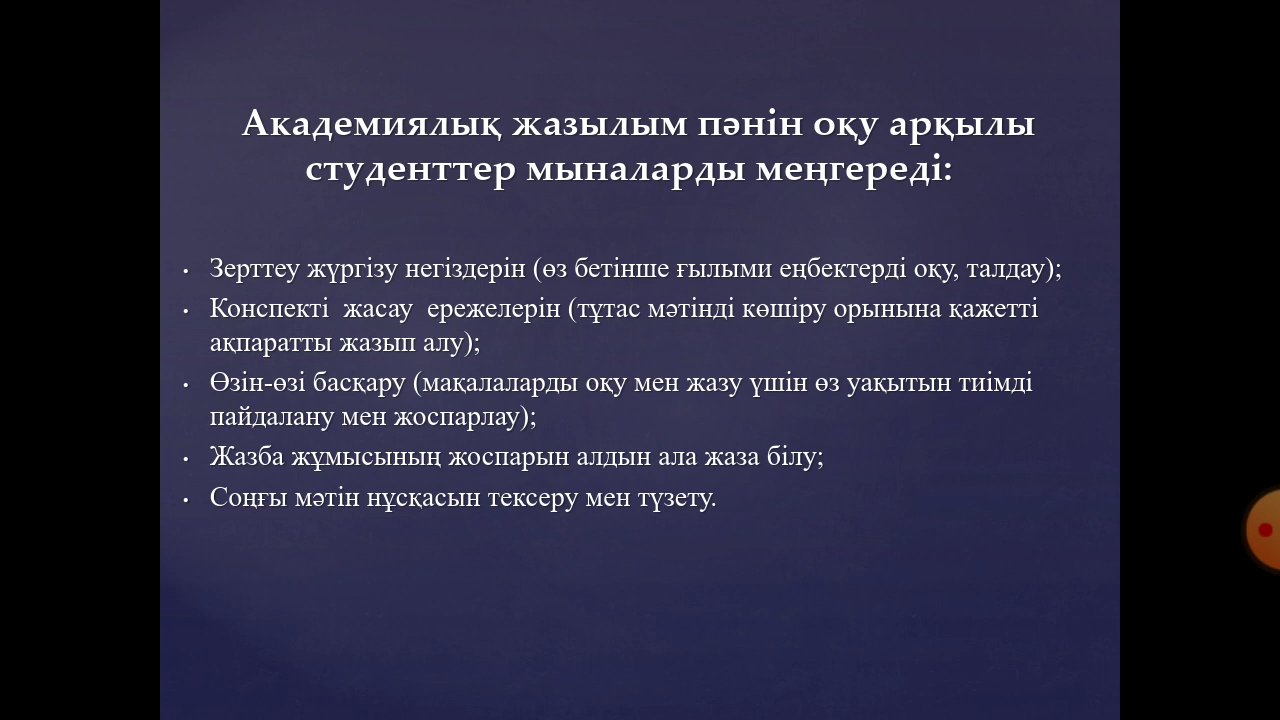 Академиялық жазылым пәнін оқу арқылы
студенттер мыналарды меңгереді:
• Зерттеу жүргізу негіздерін (өз бетінше ғылыми еңбектерді оқу, талдау);
• Конспекті жасау ережелерін (тұтас мәтінді көшіру орынына қажетті
ақпаратты жазып алу);
• Өзін-өзі басқару (мақалаларды оқу мен жазу үшін өз уақытын тиімді
пайдалану мен жоспарлау);
• Жазба жұмысының жоспарын алдын ала жаза білу;
• Соңғы мәтін нұсқасын тексеру мен түзету.